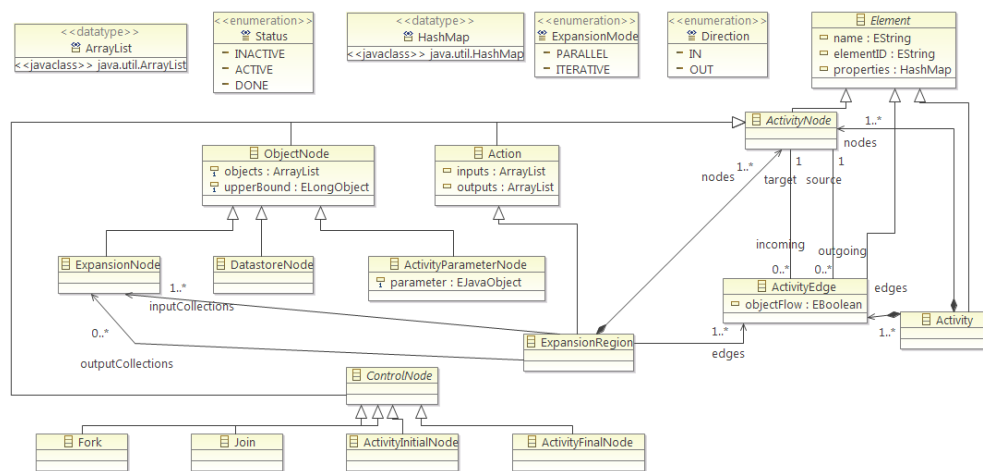 <<datatype>>
ArrayList
<<javaclass>> java.util.ArrayList
<<enumeration>>
Status
INACTIVE
ACTIVE
DONE
<<datatype>>
HashMap
<<javaclass>> java.util.HashMap
<<enumeration>>
ExpansionMode
PARALLEL
ITERATIVE
<<enumeration>>
Direction
IN
OUT
Element
name : EString
elementID : EString
properties : HashMap
ActivityNode
1..*
nodes
ObjectNode
objects : ArrayList
upperBound : ELongObject
Action
inputs : ArrayList
outputs : ArrayList
1..*
nodes
1
target
1
source
ExpansionNode
DatastoreNode
ActivityParameterNode
parameter : EJavaObject
incoming
0..*
outgoing
0..*
ActivityEdge
objectFlow : EBoolean
edges
1..*
Activity
1..*
inputCollections
0..*
outputCollections
ExpansionRegion
1..*
edges
ControlNode
Fork
Join
ActivityInitialNode
ActivityFinalNode